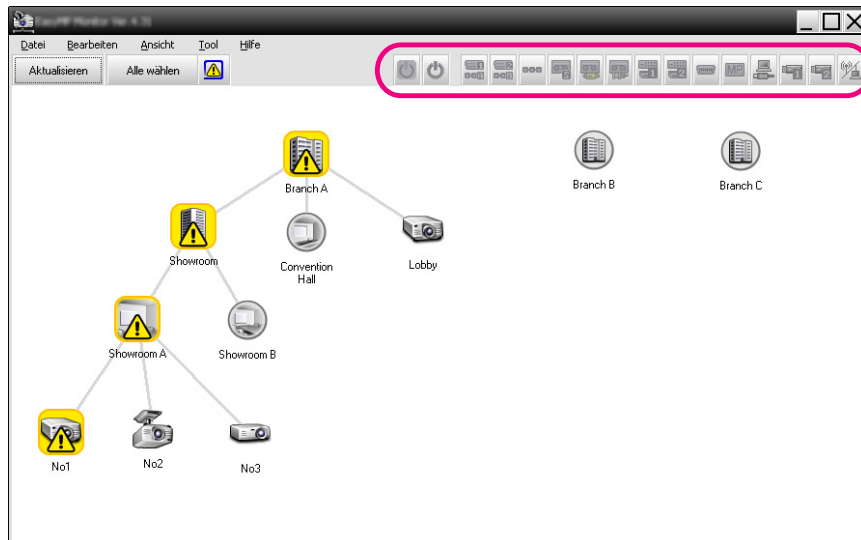 Datei Bearbeiten Ansicht Tool Hilfe
Aktualisieren Alle wählen
MP
Branch A
Branch B
Branch C
Showroom
Convention
Hall
Lobby
Showroom A
Showroom B
No1
No2
No3